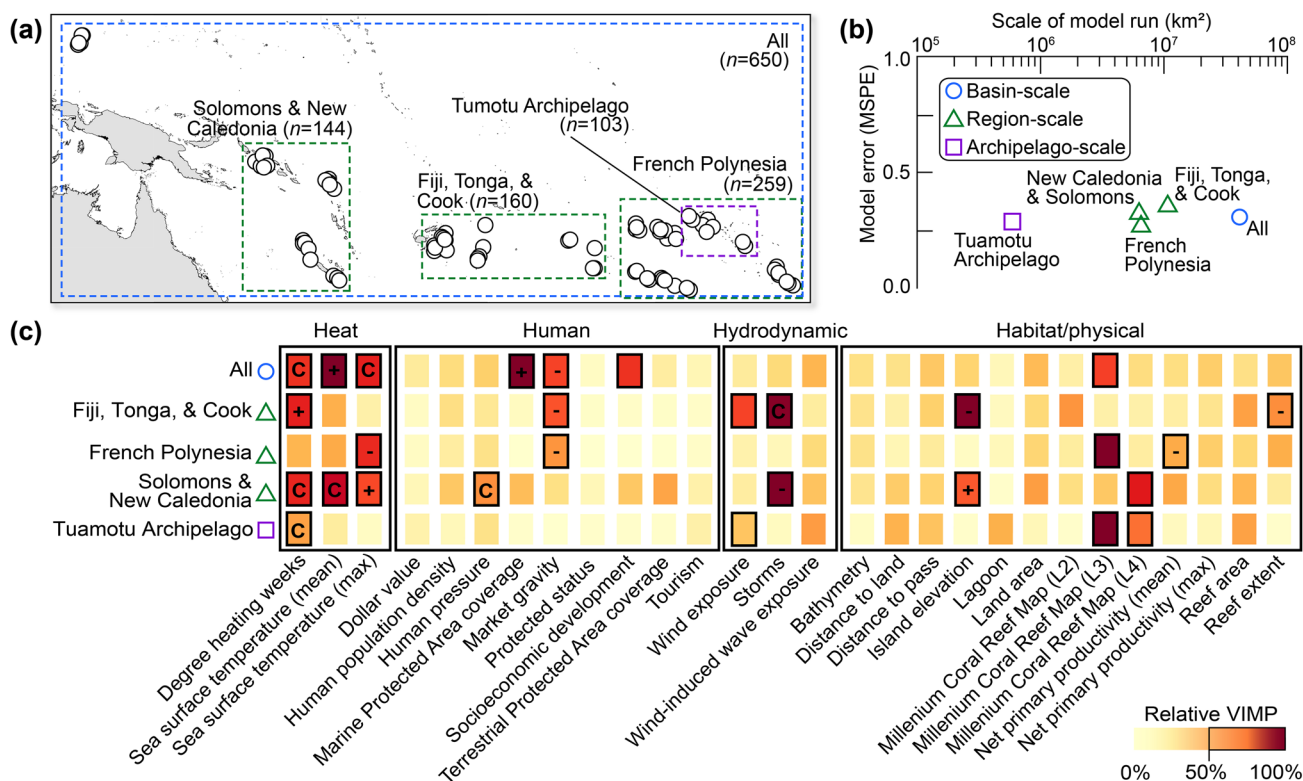 (a)
All
(n=650)
Solomons & New
Caledonia (n=144)
Tumotu Archipelago
(n=103)
Fiji, Tonga, &
Cook (n=160)
French Polynesia
(n=259)
(b)
Scale of model run (km²)
10⁵
10⁶
10⁷
10⁸
Model error (MSPE)
1.0
0.5
0.0
Basin-scale
Region-scale
Archipelago-scale
New Caledonia
& Solomons
Fiji, Tonga,
& Cook
All
Tuamotu
Archipelago
French
Polynesia
(c)
Heat
Human
Hydrodynamic
Habitat/physical
All
C + C + -
Fiji, Tonga, & Cook
+ - C - -
French Polynesia
- - -
Solomons &
New Caledonia
C C + C - +
Tuamotu Archipelago
C
Degree heating weeks
Sea surface temperature (mean)
Sea surface temperature (max)
Dollar value
Human population density
Human pressure
Marine Protected Area coverage
Market gravity
Protected status
Socioeconomic development
Terrestrial Protected Area coverage
Tourism
Wind exposure
Storms
Wind-induced wave exposure
Bathymetry
Distance to land
Distance to pass
Island elevation
Lagoon
Land area
Millenium Coral Reef Map (L2)
Millenium Coral Reef Map (L3)
Millenium Coral Reef Map (L4)
Net primary productivity (mean)
Net primary productivity (max)
Reef area
Reef extent
Relative VIMP
0%
50%
100%